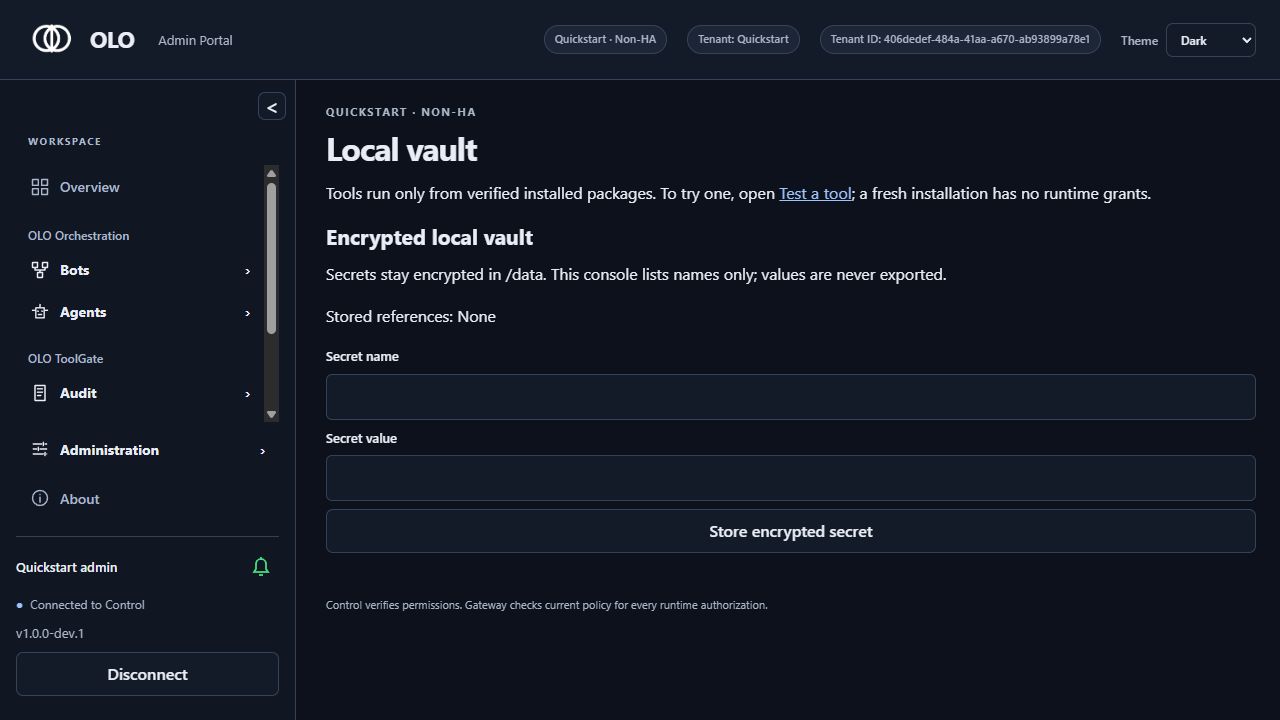 OLO
Admin Portal
Quickstart · Non-HA
Tenant: Quickstart
Tenant ID: 406dedef-484a-41aa-a670-ab93899a78e1
Theme
Dark
<
WORKSPACE
Overview
OLO Orchestration
Bots ›
Agents ›
OLO ToolGate
Audit ›
Administration ›
About
Quickstart admin
Connected to Control
v1.0.0-dev.1
Disconnect
QUICKSTART · NON-HA
Local vault
Tools run only from verified installed packages. To try one, open Test a tool; a fresh installation has no runtime grants.
Encrypted local vault
Secrets stay encrypted in /data. This console lists names only; values are never exported.
Stored references: None
Secret name
Secret value
Store encrypted secret
Control verifies permissions. Gateway checks current policy for every runtime authorization.